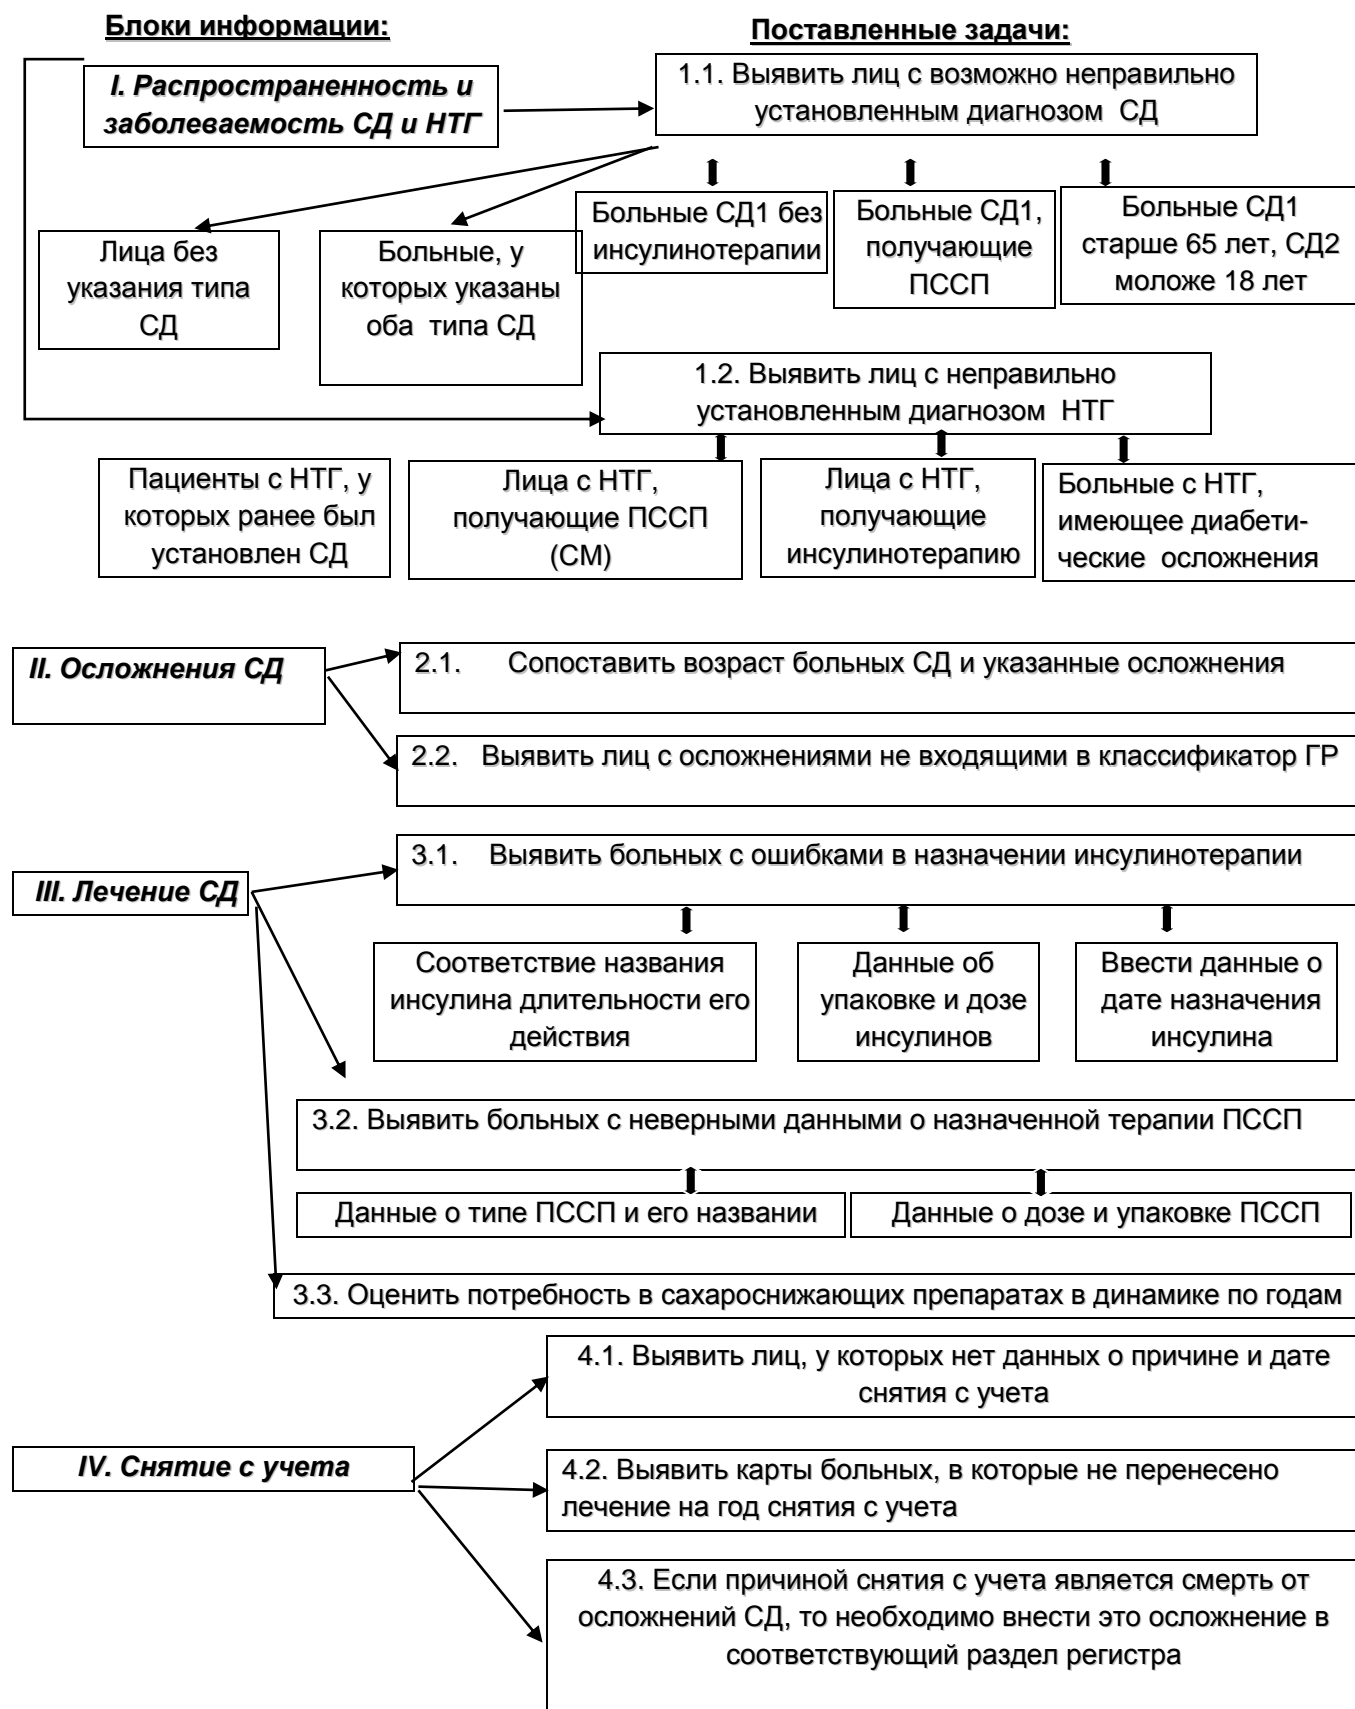 Блоки информации:
Поставленные задачи:
I. Распространенность и
заболеваемость СД и НТГ
1.1. Выявить лиц с возможно неправильно
установленным диагнозом СД
Больные СД1 без
инсулинотерапии
Больные СД1,
получающие
ПССП
Больные СД1
старше 65 лет, СД2
моложе 18 лет
Лица без
указания типа
СД
Больные, у
которых указаны
оба типа СД
1.2. Выявить лиц с неправильно
установленным диагнозом НТГ
Пациенты с НТГ, у
которых ранее был
установлен СД
Лица с НТГ,
получающие ПССП
(СМ)
Лица с НТГ,
получающие
инсулинотерапию
Больные с НТГ,
имеющее диабети-
ческие осложнения
II. Осложнения СД
2.1. Сопоставить возраст больных СД и указанные осложнения
2.2. Выявить лиц с осложнениями не входящими в классификатор ГР
III. Лечение СД
3.1. Выявить больных с ошибками в назначении инсулинотерапии
Соответствие названия
инсулина длительности его
действия
Данные об
упаковке и дозе
инсулинов
Ввести данные о
дате назначения
инсулина
3.2. Выявить больных с неверными данными о назначенной терапии ПССП
Данные о типе ПССП и его названии
Данные о дозе и упаковке ПССП
3.3. Оценить потребность в сахароснижающих препаратах в динамике по годам
IV. Снятие с учета
4.1. Выявить лиц, у которых нет данных о причине и дате
снятия с учета
4.2. Выявить карты больных, в которые не перенесено
лечение на год снятия с учета
4.3. Если причиной снятия с учета является смерть от
осложнений СД, то необходимо внести это осложнение в
соответствующий раздел регистра